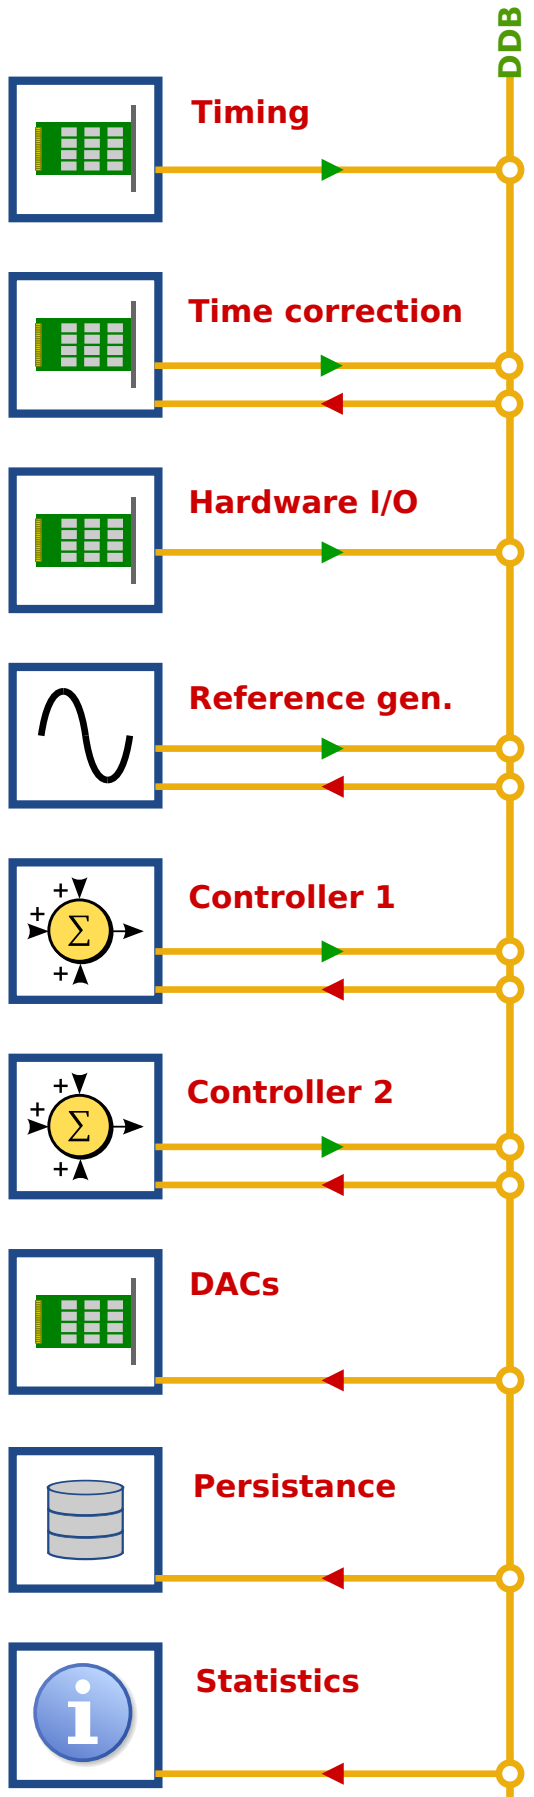 DDB
Timing
Time correction
Hardware I/O
Reference gen.
+
+
Σ
+
Controller 1
+
+
Σ
+
Controller 2
DACs
Persistance
i
Statistics